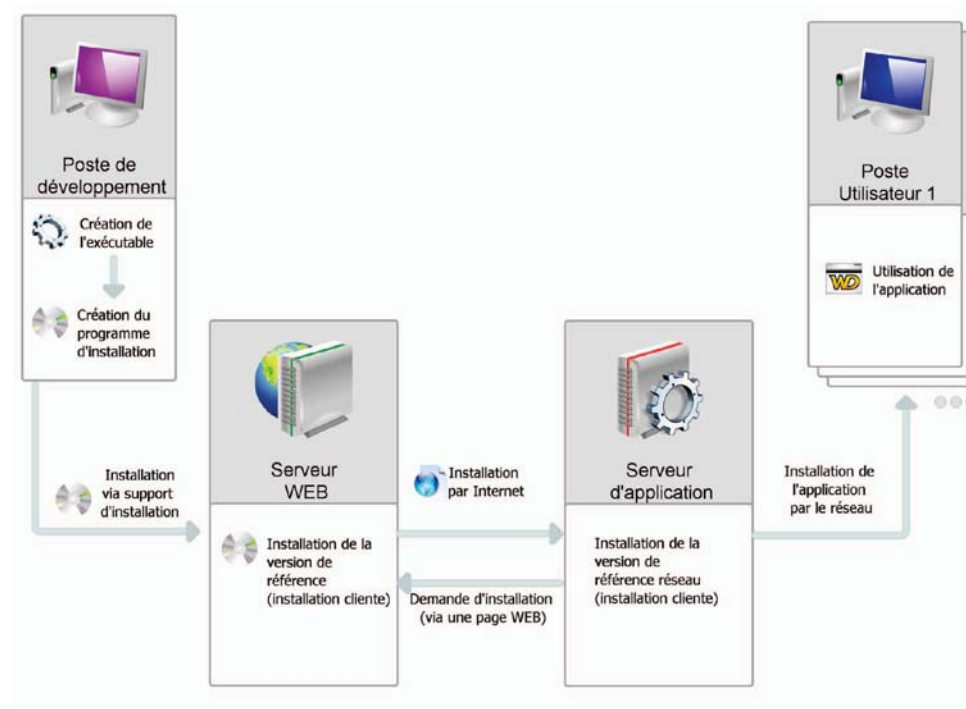 Poste de
développement
Création de
l'exécutable
Création du
programme
d'installation
Installation
via support
d'installation
Serveur
WEB
Installation de la
version de
référence
(installation cliente)
Installation
par Internet
Demande d'installation
(via une page WEB)
Serveur
d'application
Installation de la
version de
référence réseau
(installation cliente)
Installation de
l'application
par le réseau
Poste
Utilisateur 1
WD
Utilisation de
l'application